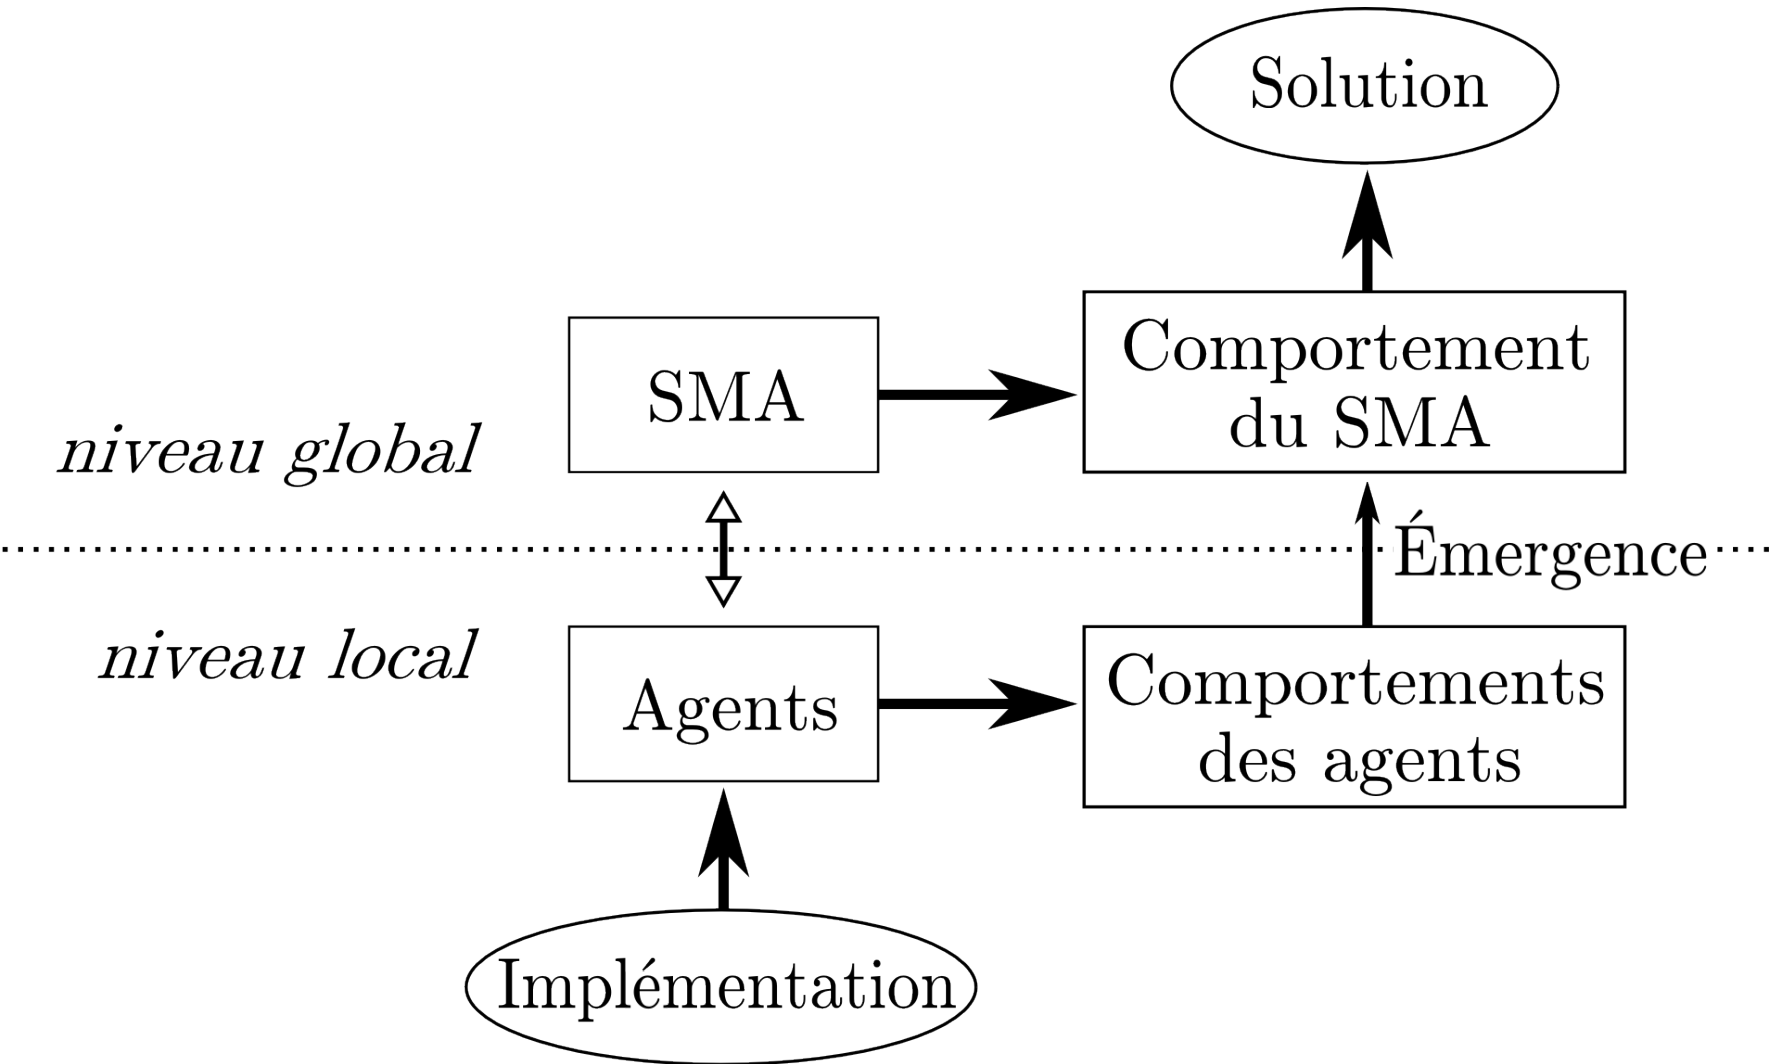 Solution
Comportement
du SMA
SMA
niveau global
Émergence
niveau local
Agents
Comportements
des agents
Implémentation